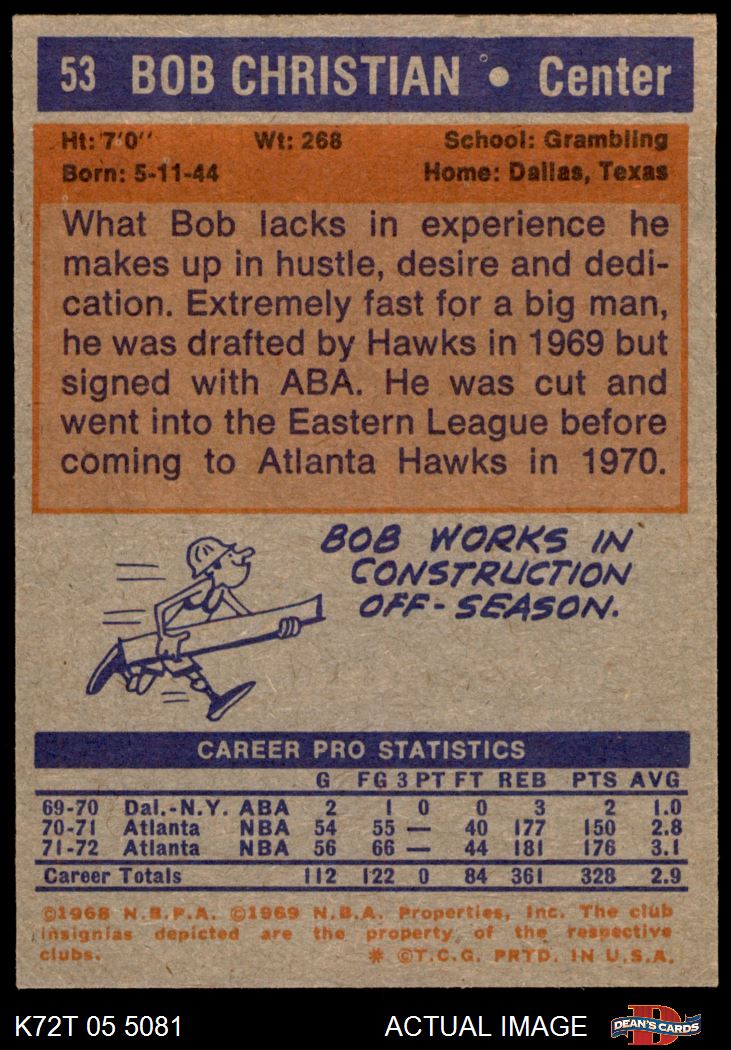 53 BOB CHRISTIAN • Center
Ht: 7'0'' Wt: 268 School: Grambling
Born: 5-11-44 Home: Dallas, Texas
What Bob lacks in experience he
makes up in hustle, desire and dedi-
cation. Extremely fast for a big man,
he was drafted by Hawks in 1969 but
signed with ABA. He was cut and
went into the Eastern League before
coming to Atlanta Hawks in 1970.
BOB WORKS IN
CONSTRUCTION
OFF-SEASON.
CAREER PRO STATISTICS
G FG 3 PT FT REB PTS AVG
69-70 Dal.-N.Y. ABA 2 1 0 0 3 2 1.0
70-71 Atlanta NBA 54 55 — 40 177 150 2.8
71-72 Atlanta NBA 56 66 — 44 181 176 3.1
Career Totals 112 122 0 84 361 328 2.9
©1968 N.B.P.A. ©1969 N.B.A. Properties, Inc. The club
insignias depicted are the property of the respective
clubs. * ©T.C.G. PRTD. IN U.S.A.
K72T 05 5081 ACTUAL IMAGE DEAN'S CARDS